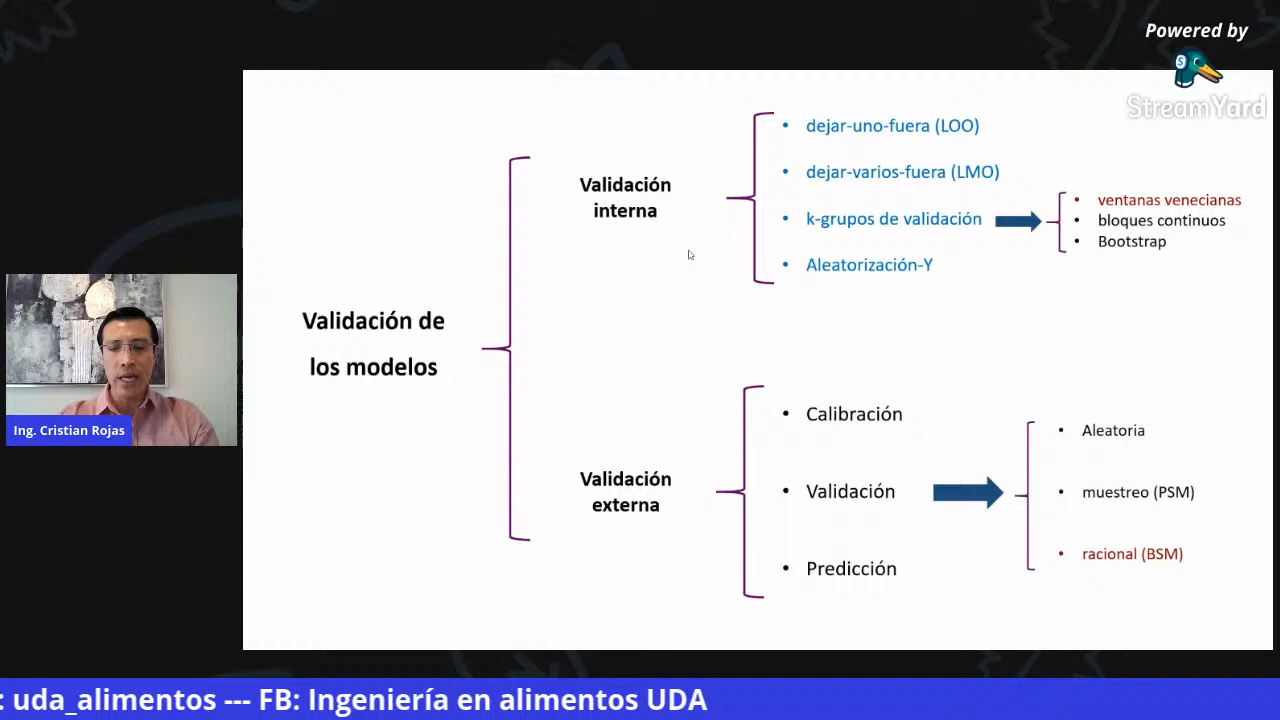 Powered by
StreamYard
Validación de
los modelos
Validación
interna
• dejar-uno-fuera (LOO)
• dejar-varios-fuera (LMO)
• k-grupos de validación
• Aleatorización-Y
• ventanas venecianas
• bloques continuos
• Bootstrap
Validación
externa
• Calibración
• Validación
• Predicción
• Aleatoria
• muestreo (PSM)
• racional (BSM)
Ing. Cristian Rojas
: uda_alimentos --- FB: Ingeniería en alimentos UDA